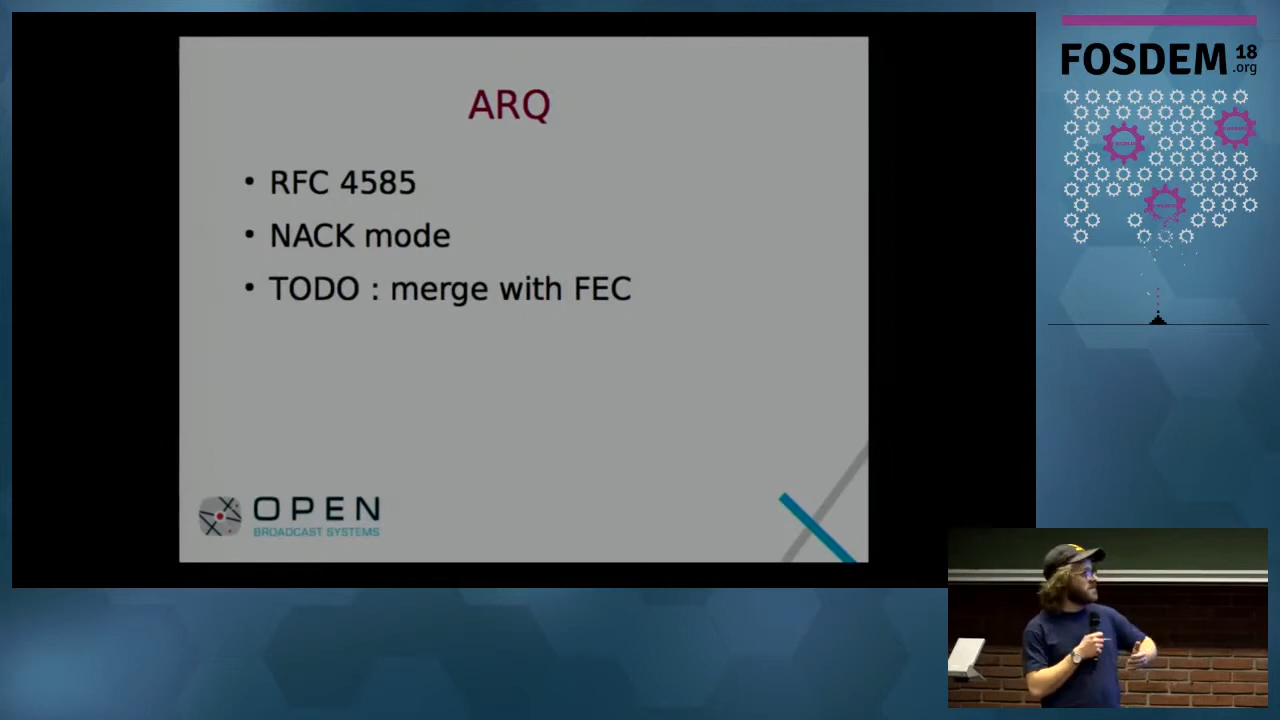 ARQ
• RFC 4585
• NACK mode
• TODO : merge with FEC
OPEN
BROADCAST SYSTEMS
FOSDEM 18
.org